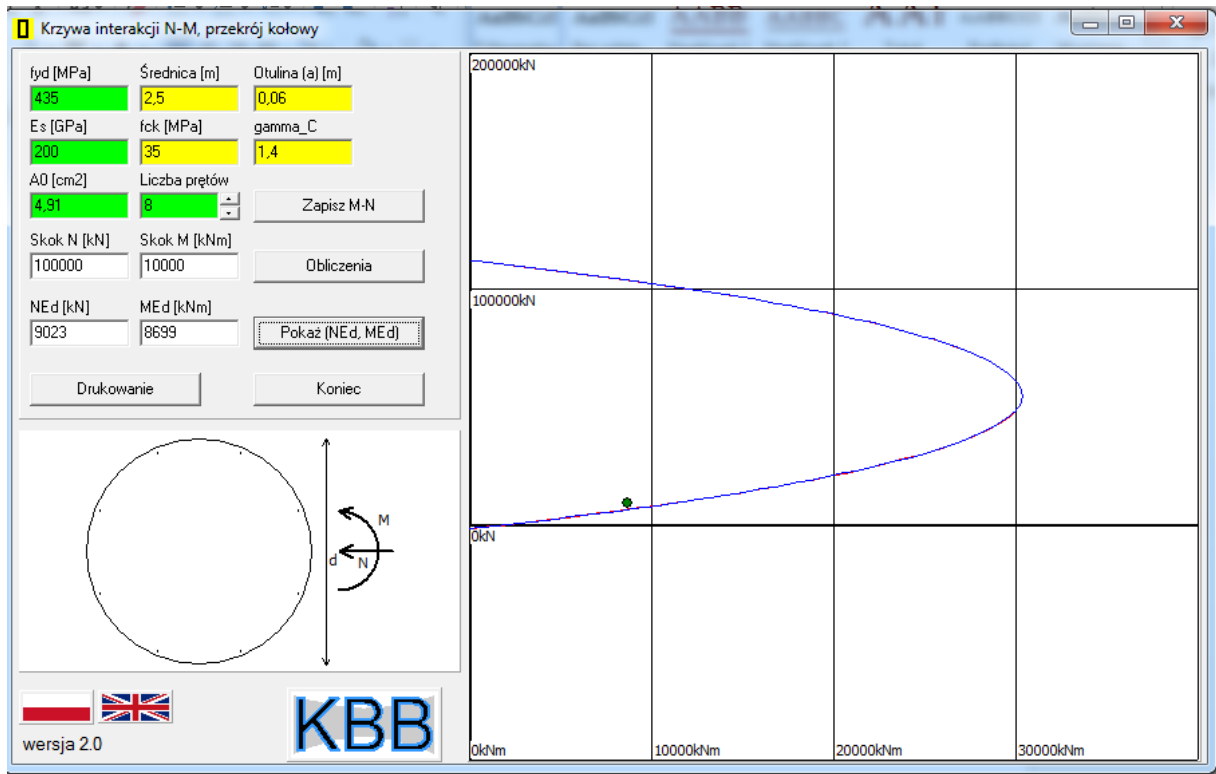 Krzywa interakcji N-M, przekrój kołowy
fyd [MPa] Średnica [m] Otulina (a) [m]
435 2,5 0,06
Es [GPa] fck [MPa] gamma_C
200 35 1,4
A0 [cm2] Liczba prętów
4,91 8 Zapisz M-N
Skok N [kN] Skok M [kNm]
100000 10000 Obliczenia
NEd [kN] MEd [kNm]
9023 8699 Pokaż (NEd, MEd)
Drukowanie Koniec
M
d N
wersja 2.0
KBB
200000kN
100000kN
0kN
0kNm 10000kNm 20000kNm 30000kNm